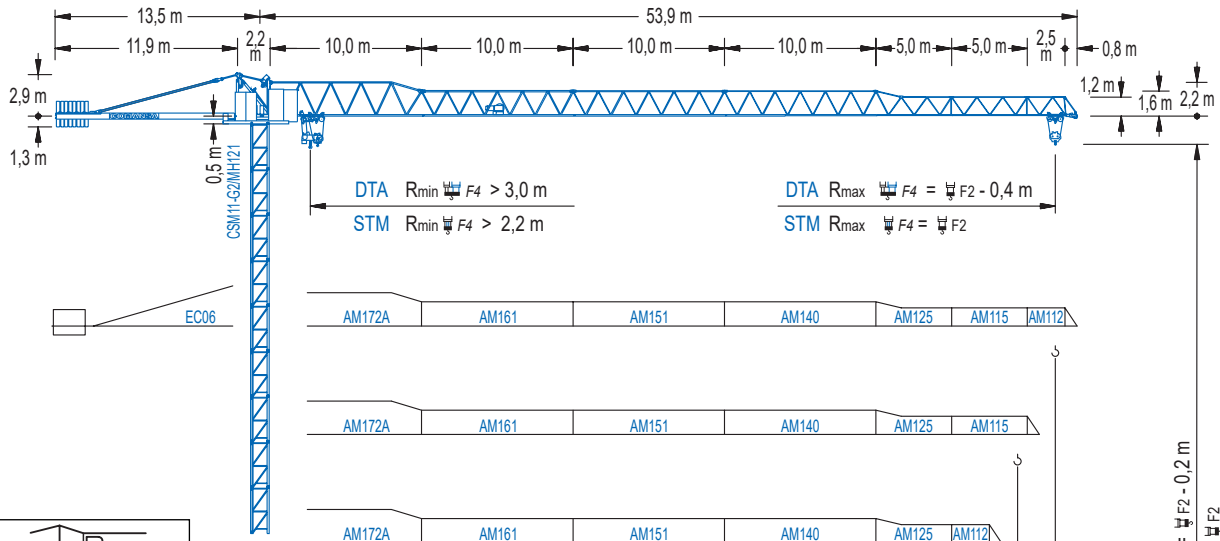 13,5 m 53,9 m
11,9 m 2,2 m 10,0 m 10,0 m 10,0 m 10,0 m 5,0 m 5,0 m 2,5 m 0,8 m
2,9 m
1,3 m
0,5 m
1,2 m
1,6 m
2,2 m
CSM11-G2/MH121
DTA Rmin F4 > 3,0 m
STM Rmin F4 > 2,2 m
DTA Rmax F4 = F2 - 0,4 m
STM Rmax F4 = F2
EC06 AM172A AM161 AM151 AM140 AM125 AM115 AM112
AM172A AM161 AM151 AM140 AM125 AM115
AM172A AM161 AM151 AM140 AM125 AM112
= F2 - 0,2 m
F2